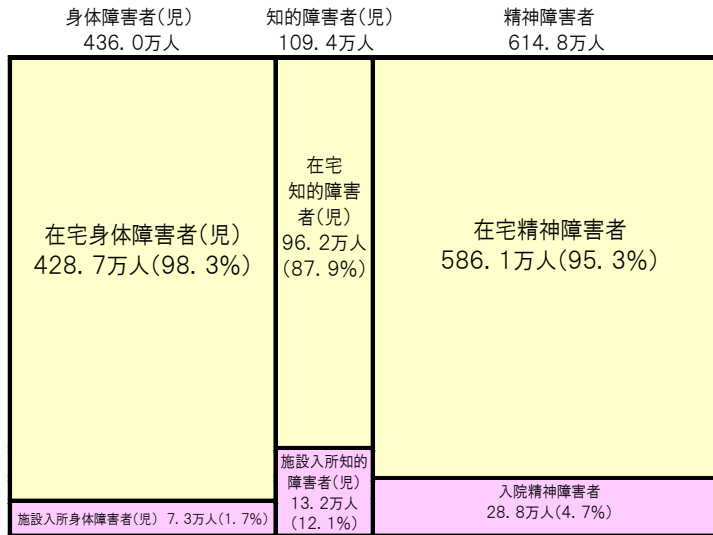 身体障害者(児)
436.0万人
知的障害者(児)
109.4万人
精神障害者
614.8万人
在宅身体障害者(児)
428.7万人(98.3%)
在宅
知的障害
者(児)
96.2万人
(87.9%)
在宅精神障害者
586.1万人(95.3%)
施設入所身体障害者(児) 7.3万人(1.7%)
施設入所知的
障害者(児)
13.2万人
(12.1%)
入院精神障害者
28.8万人(4.7%)